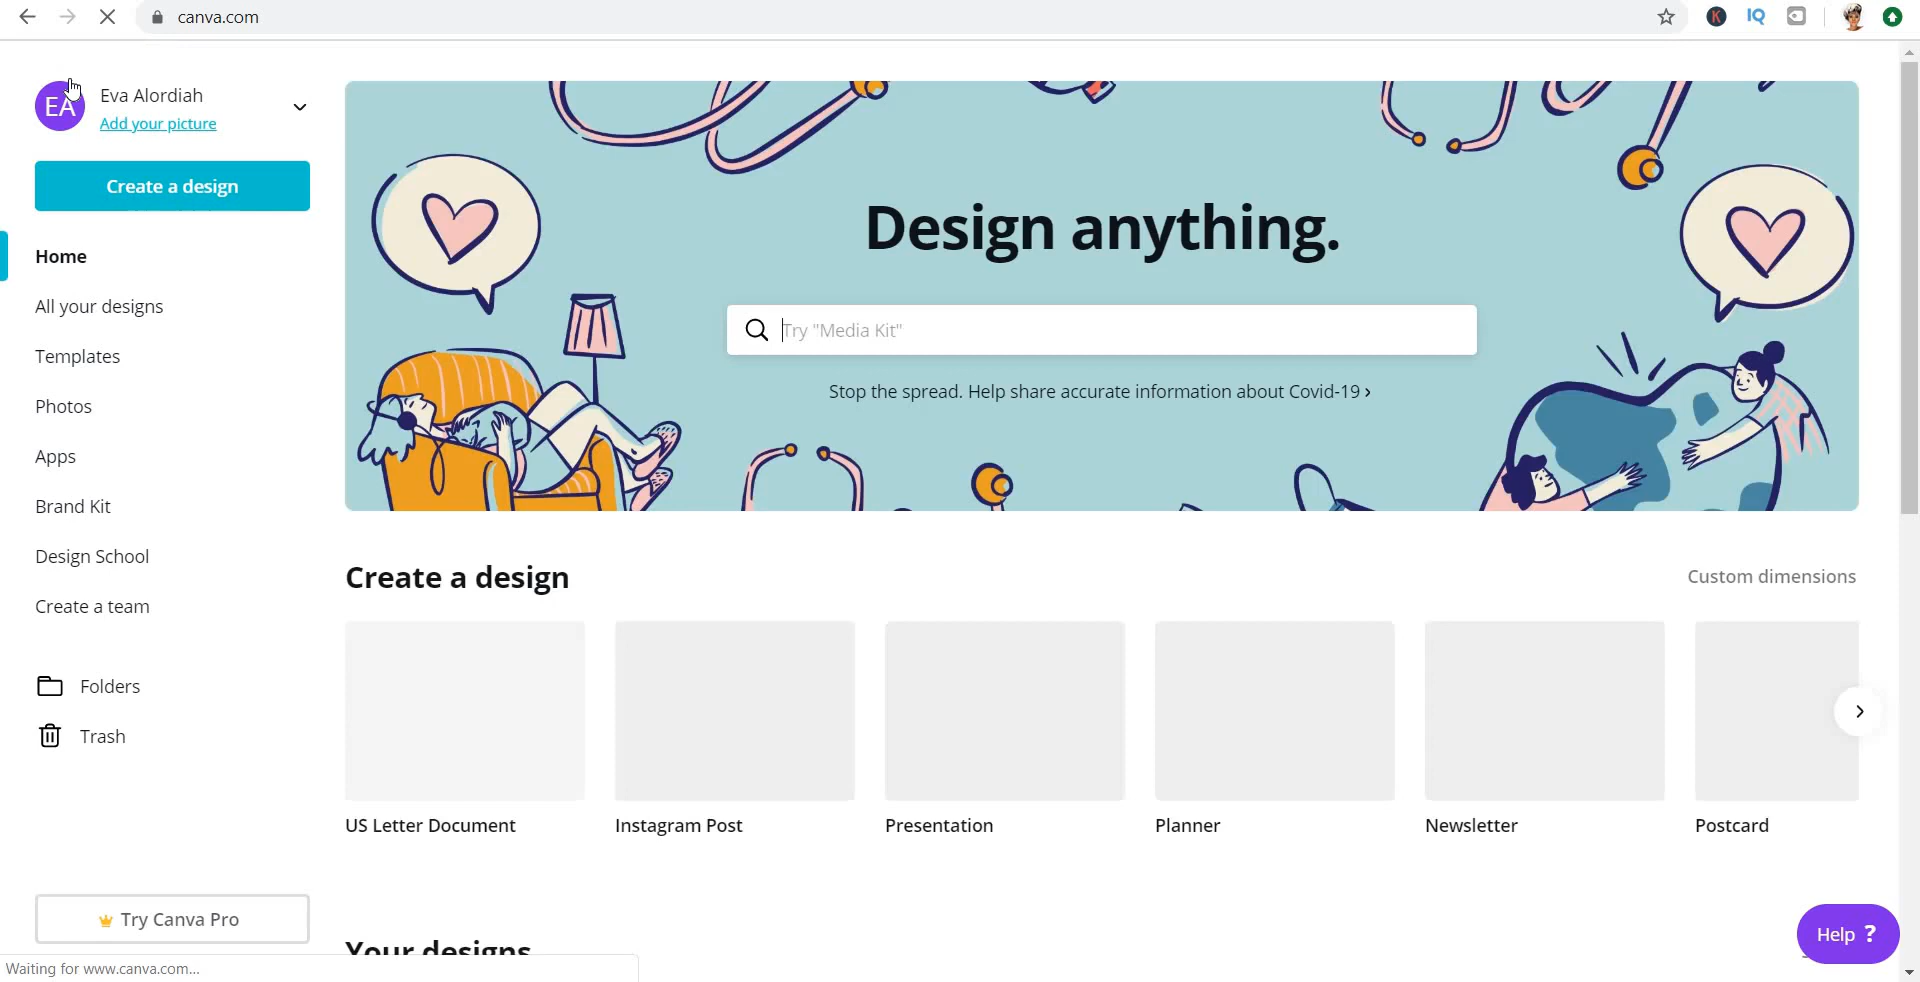 canva.com
K
IQ
EA
Eva Alordiah
Add your picture
Create a design
Home
All your designs
Templates
Photos
Apps
Brand Kit
Design School
Create a team
Folders
Trash
Try Canva Pro
Waiting for www.canva.com...
Design anything.
Try "Media Kit"
Stop the spread. Help share accurate information about Covid-19 ›
Create a design
Custom dimensions
US Letter Document
Instagram Post
Presentation
Planner
Newsletter
Postcard
Your designs
Help ?